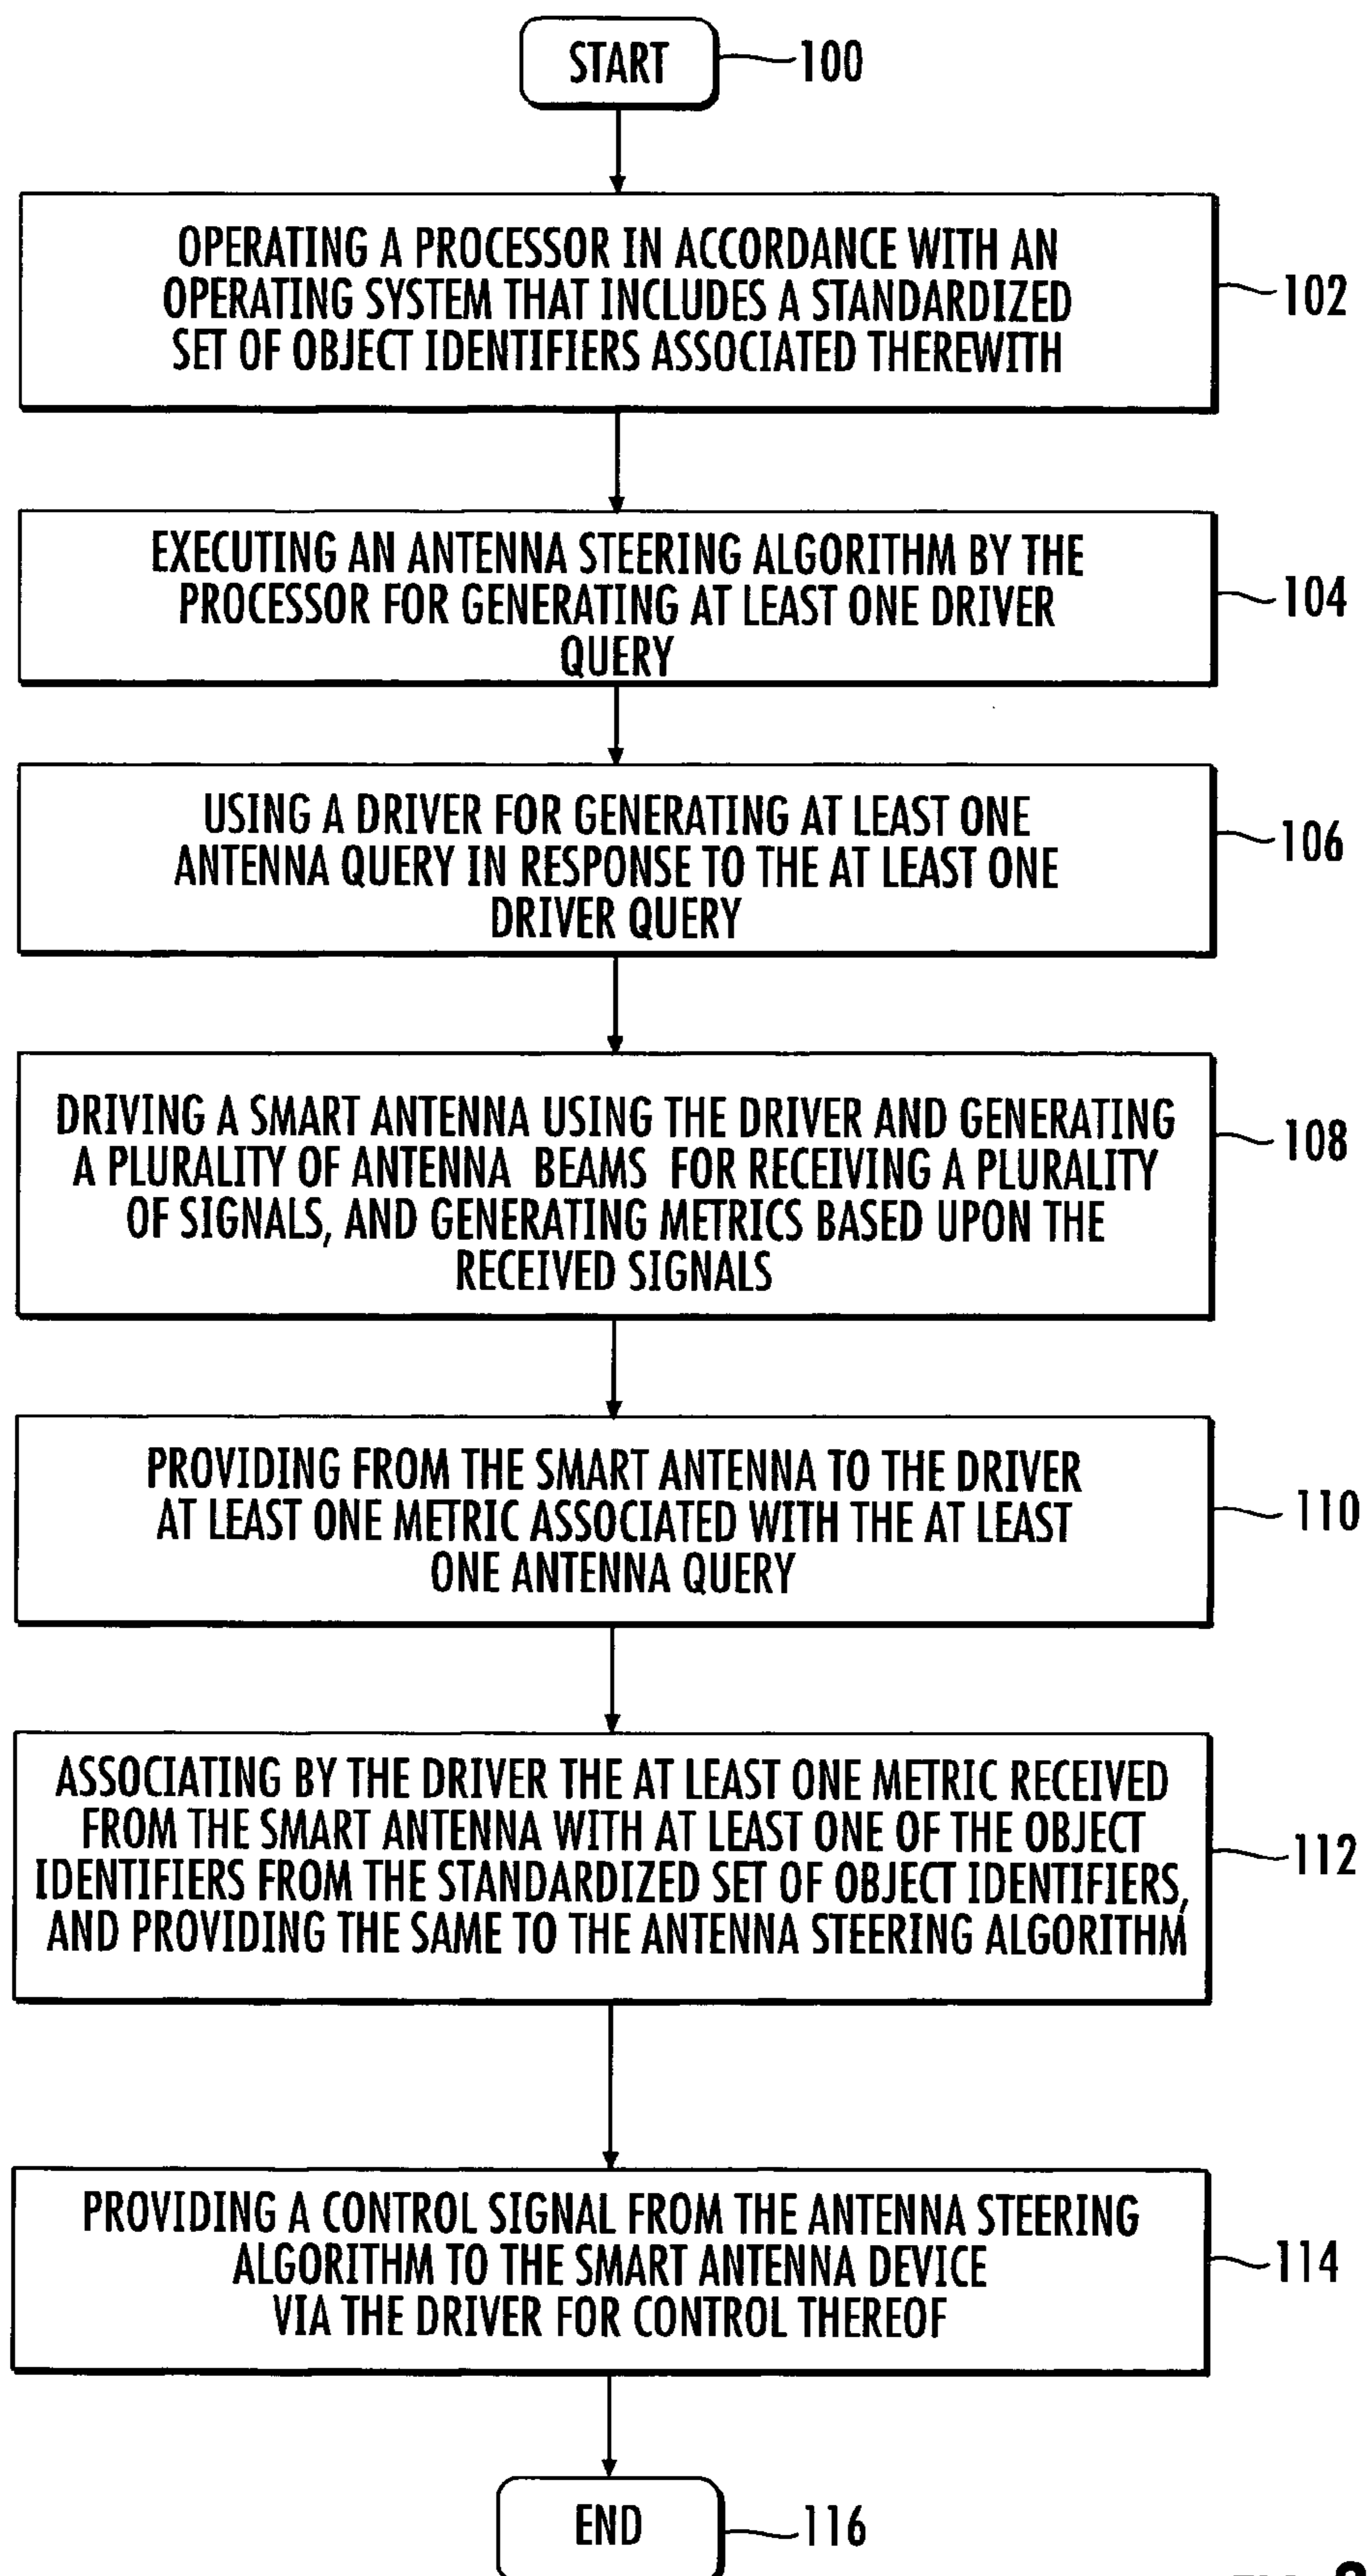 START
100
OPERATING A PROCESSOR IN ACCORDANCE WITH AN
OPERATING SYSTEM THAT INCLUDES A STANDARDIZED
SET OF OBJECT IDENTIFIERS ASSOCIATED THEREWITH
102
EXECUTING AN ANTENNA STEERING ALGORITHM BY THE
PROCESSOR FOR GENERATING AT LEAST ONE DRIVER
QUERY
104
USING A DRIVER FOR GENERATING AT LEAST ONE
ANTENNA QUERY IN RESPONSE TO THE AT LEAST ONE
DRIVER QUERY
106
DRIVING A SMART ANTENNA USING THE DRIVER AND GENERATING
A PLURALITY OF ANTENNA BEAMS FOR RECEIVING A PLURALITY
OF SIGNALS, AND GENERATING METRICS BASED UPON THE
RECEIVED SIGNALS
108
PROVIDING FROM THE SMART ANTENNA TO THE DRIVER
AT LEAST ONE METRIC ASSOCIATED WITH THE AT LEAST
ONE ANTENNA QUERY
110
ASSOCIATING BY THE DRIVER THE AT LEAST ONE METRIC RECEIVED
FROM THE SMART ANTENNA WITH AT LEAST ONE OF THE OBJECT
IDENTIFIERS FROM THE STANDARDIZED SET OF OBJECT IDENTIFIERS,
AND PROVIDING THE SAME TO THE ANTENNA STEERING ALGORITHM
112
PROVIDING A CONTROL SIGNAL FROM THE ANTENNA STEERING
ALGORITHM TO THE SMART ANTENNA DEVICE
VIA THE DRIVER FOR CONTROL THEREOF
114
END
116